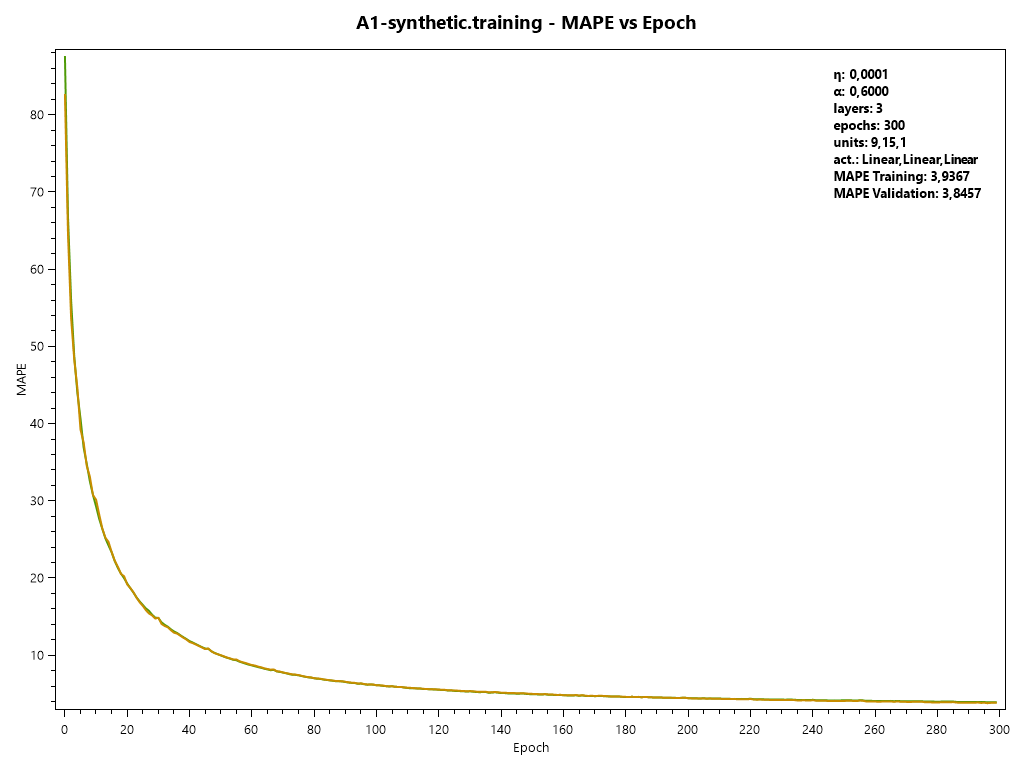 A1-synthetic.training - MAPE vs Epoch
η: 0,0001
α: 0,6000
layers: 3
epochs: 300
units: 9,15,1
act.: Linear,Linear,Linear
MAPE Training: 3,9367
MAPE Validation: 3,8457
80
70
60
50
40
30
20
10
MAPE
0 20 40 60 80 100 120 140 160 180 200 220 240 260 280 300
Epoch